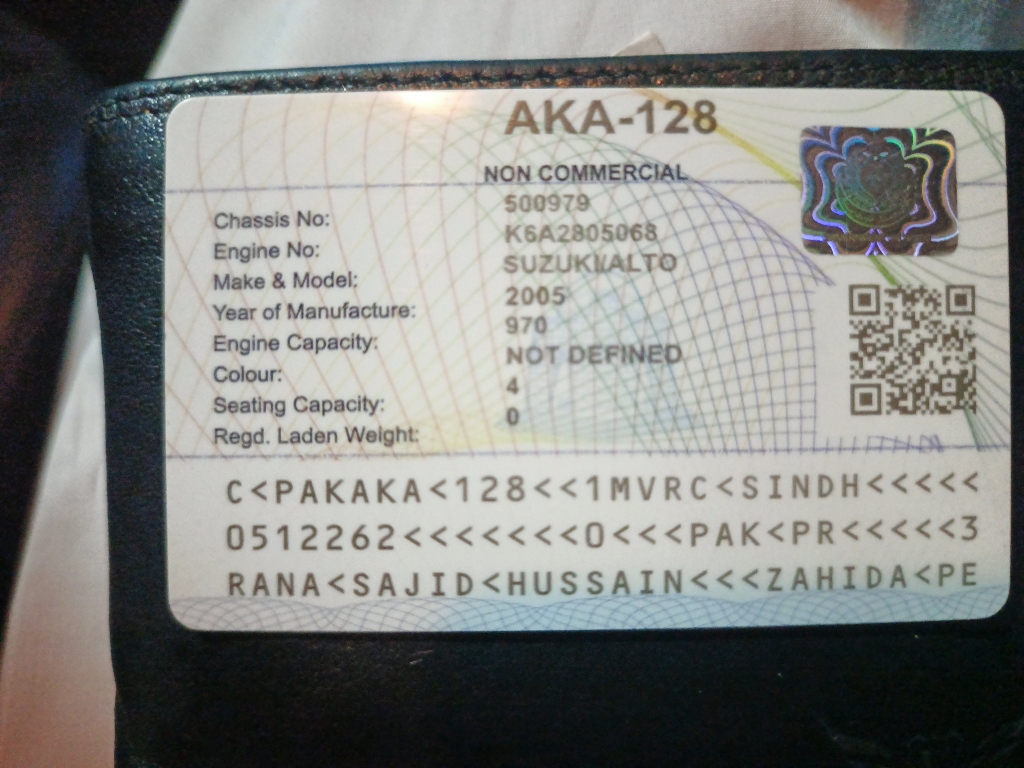 AKA-128
NON COMMERCIAL
Chassis No: 500979
Engine No: K6A2805068
Make & Model: SUZUKI/ALTO
Year of Manufacture: 2005
Engine Capacity: 970
Colour: NOT DEFINED
Seating Capacity: 4
Regd. Laden Weight: 0
C<PAKAKA<128<<1MVRC<SINDH<<<<<
0512262<<<<<<<0<<<PAK<PR<<<<<3
RANA<SAJID<HUSSAIN<<<ZAHIDA<PE